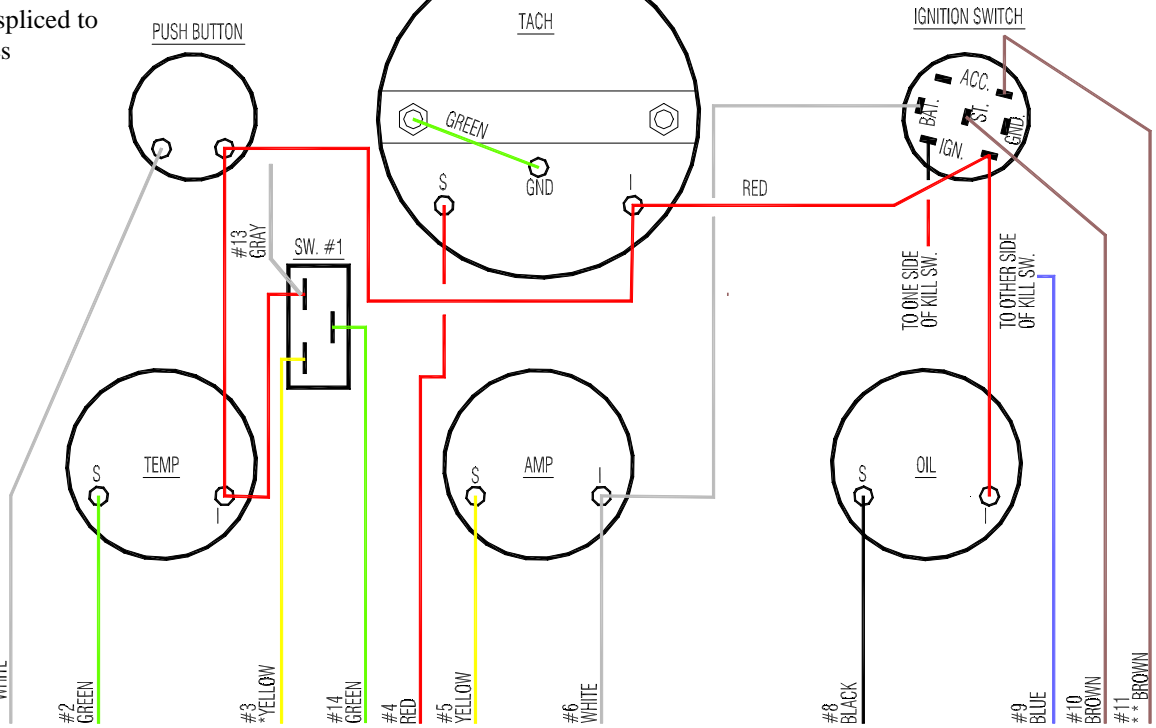 spliced to
s
PUSH BUTTON
TACH
IGNITION SWITCH
ACC.
BAT.
ST.
GND.
IGN.
GREEN
GND
S
I
RED
#13
GRAY
SW. #1
TO ONE SIDE
OF KILL SW.
TO OTHER SIDE
OF KILL SW.
TEMP
S
I
AMP
S
I
OIL
S
I
WHITE
#2
GREEN
#3
*YELLOW
#14
GREEN
#4
RED
#5
YELLOW
#6
WHITE
#8
BLACK
#9
BLUE
#10
BROWN
#11
** BROWN